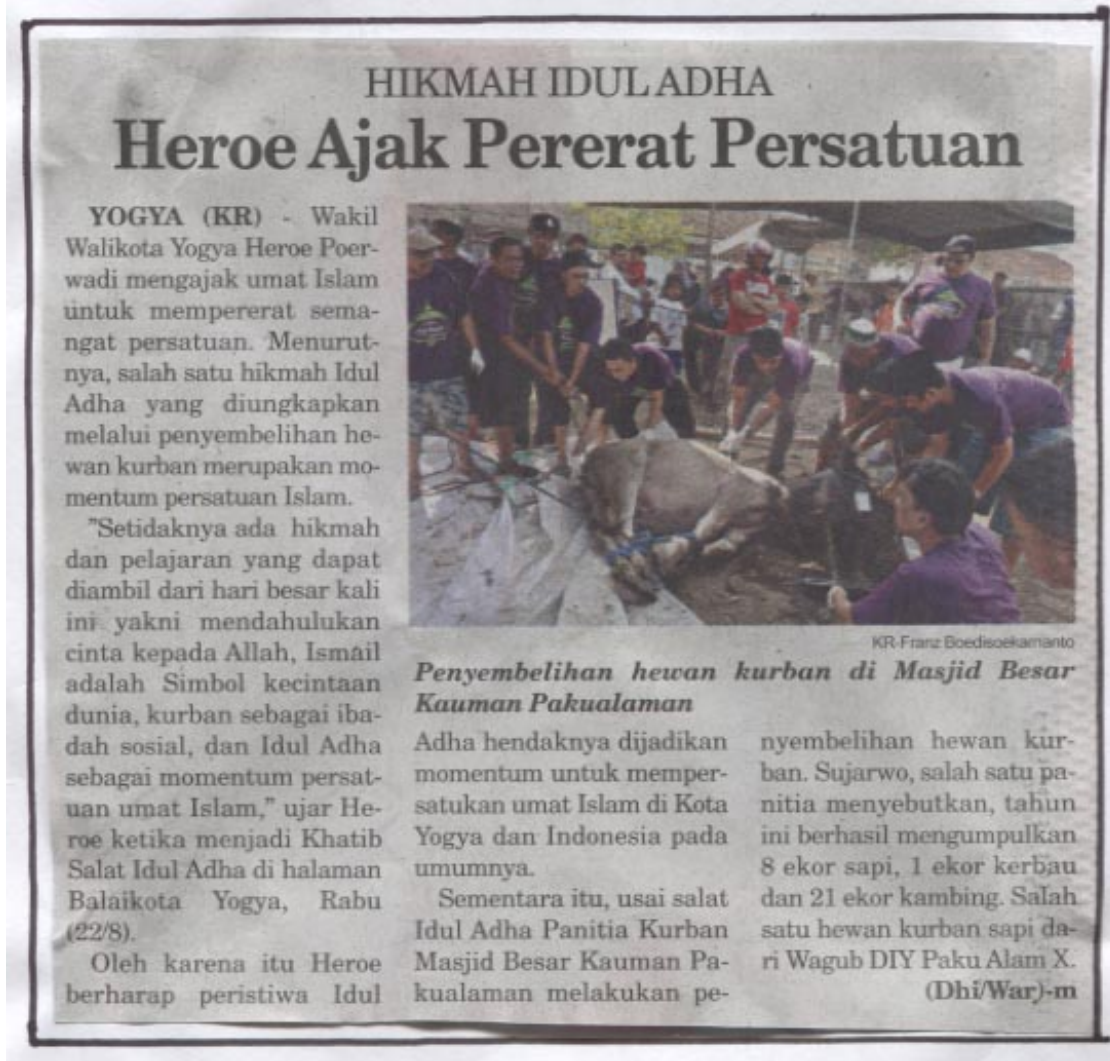 HIKMAH IDUL ADHA
Heroe Ajak Pererat Persatuan
YOGYA (KR) - Wakil
Walikota Yogya Heroe Poer-
wadi mengajak umat Islam
untuk mempererat sema-
ngat persatuan. Menurut-
nya, salah satu hikmah Idul
Adha yang diungkapkan
melalui penyembelihan he-
wan kurban merupakan mo-
mentum persatuan Islam.
"Setidaknya ada hikmah
dan pelajaran yang dapat
diambil dari hari besar kali
ini yakni mendahulukan
cinta kepada Allah, Ismail
adalah Simbol kecintaan
dunia, kurban sebagai iba-
dah sosial, dan Idul Adha
sebagai momentum persat-
uan umat Islam," ujar He-
roe ketika menjadi Khatib
Salat Idul Adha di halaman
Balaikota Yogya, Rabu
(22/8).
Oleh karena itu Heroe
berharap peristiwa Idul
KR-Franz Boedisoekarnanto
Penyembelihan hewan kurban di Masjid Besar
Kauman Pakualaman
Adha hendaknya dijadikan
momentum untuk memper-
satukan umat Islam di Kota
Yogya dan Indonesia pada
umumnya.
Sementara itu, usai salat
Idul Adha Panitia Kurban
Masjid Besar Kauman Pa-
kualaman melakukan pe-
nyembelihan hewan kur-
ban. Sujarwo, salah satu pa-
nitia menyebutkan, tahun
ini berhasil mengumpulkan
8 ekor sapi, 1 ekor kerbau
dan 21 ekor kambing. Salah
satu hewan kurban sapi da-
ri Wagub DIY Paku Alam X.
(Dhi/War)-m